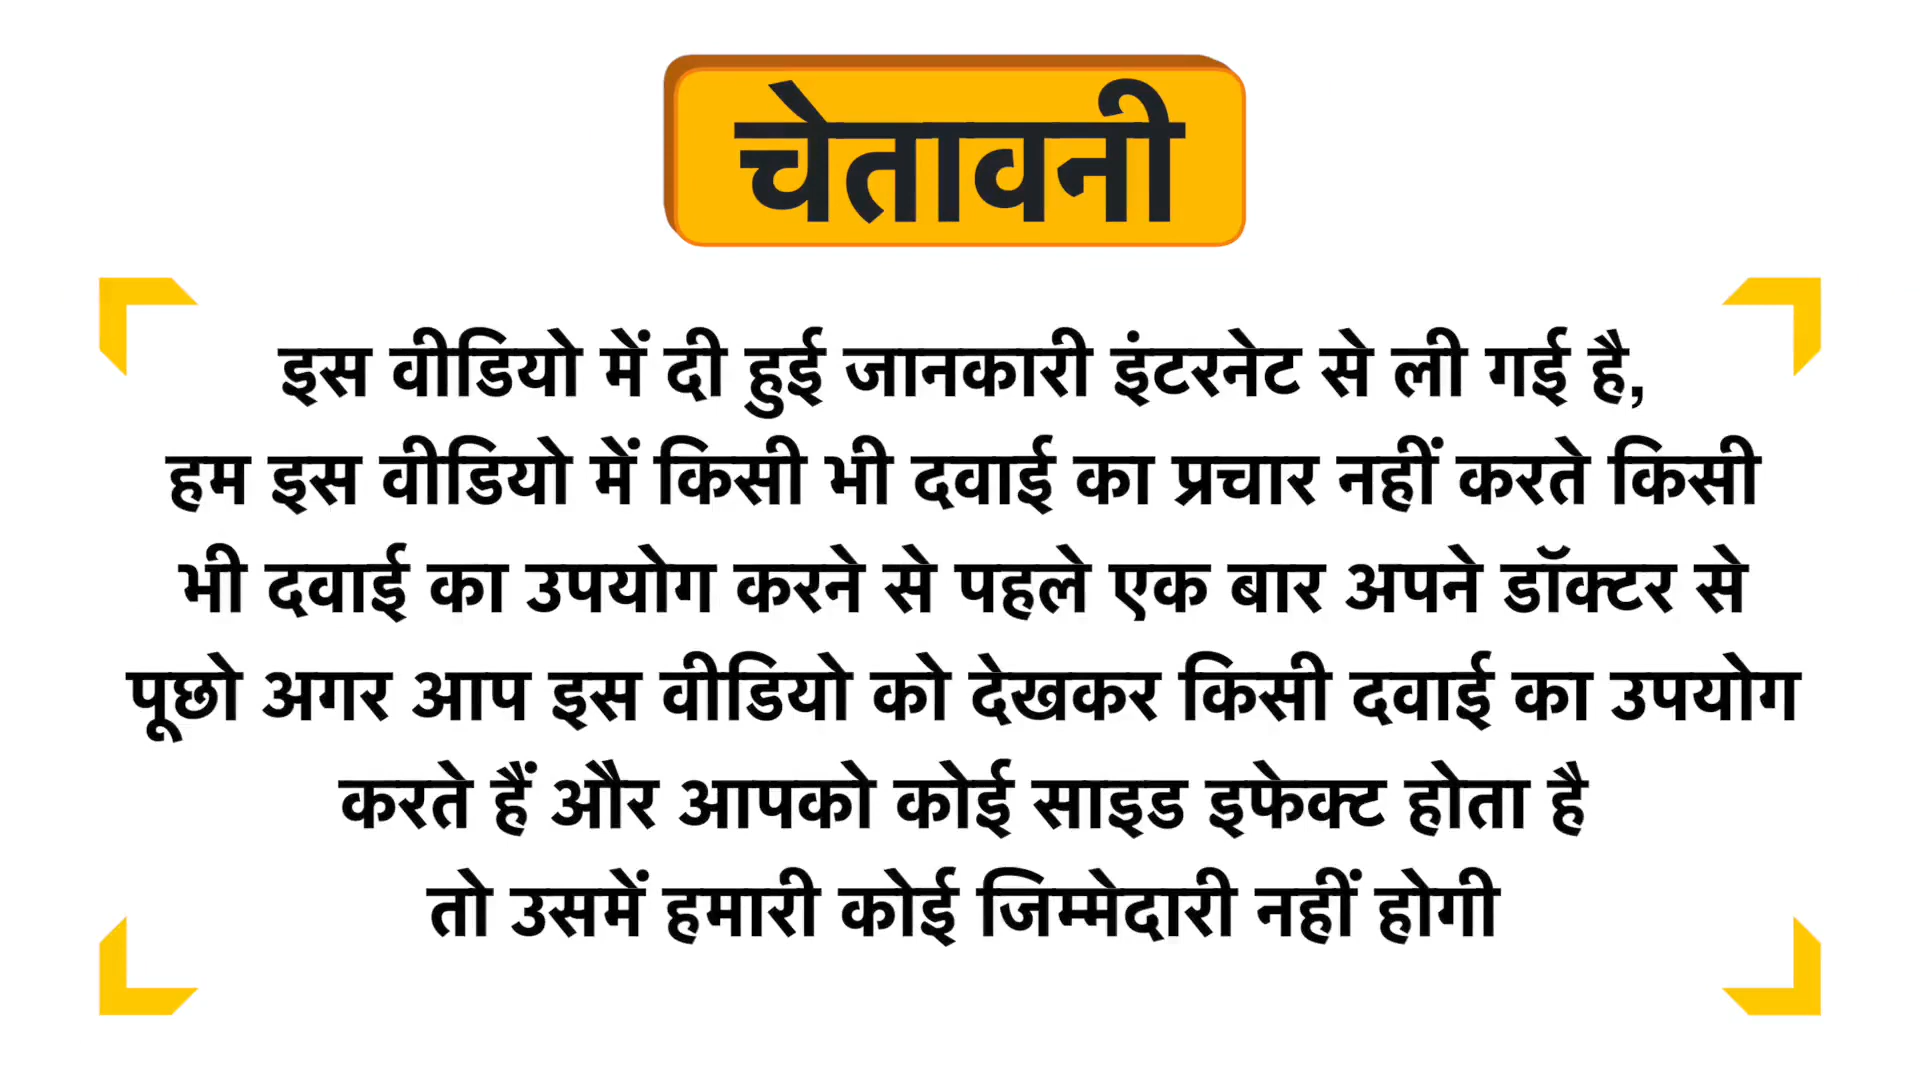 चेतावनी
इस वीडियो में दी हुई जानकारी इंटरनेट से ली गई है,
हम इस वीडियो में किसी भी दवाई का प्रचार नहीं करते किसी
भी दवाई का उपयोग करने से पहले एक बार अपने डॉक्टर से
पूछो अगर आप इस वीडियो को देखकर किसी दवाई का उपयोग
करते हैं और आपको कोई साइड इफेक्ट होता है
तो उसमें हमारी कोई जिम्मेदारी नहीं होगी